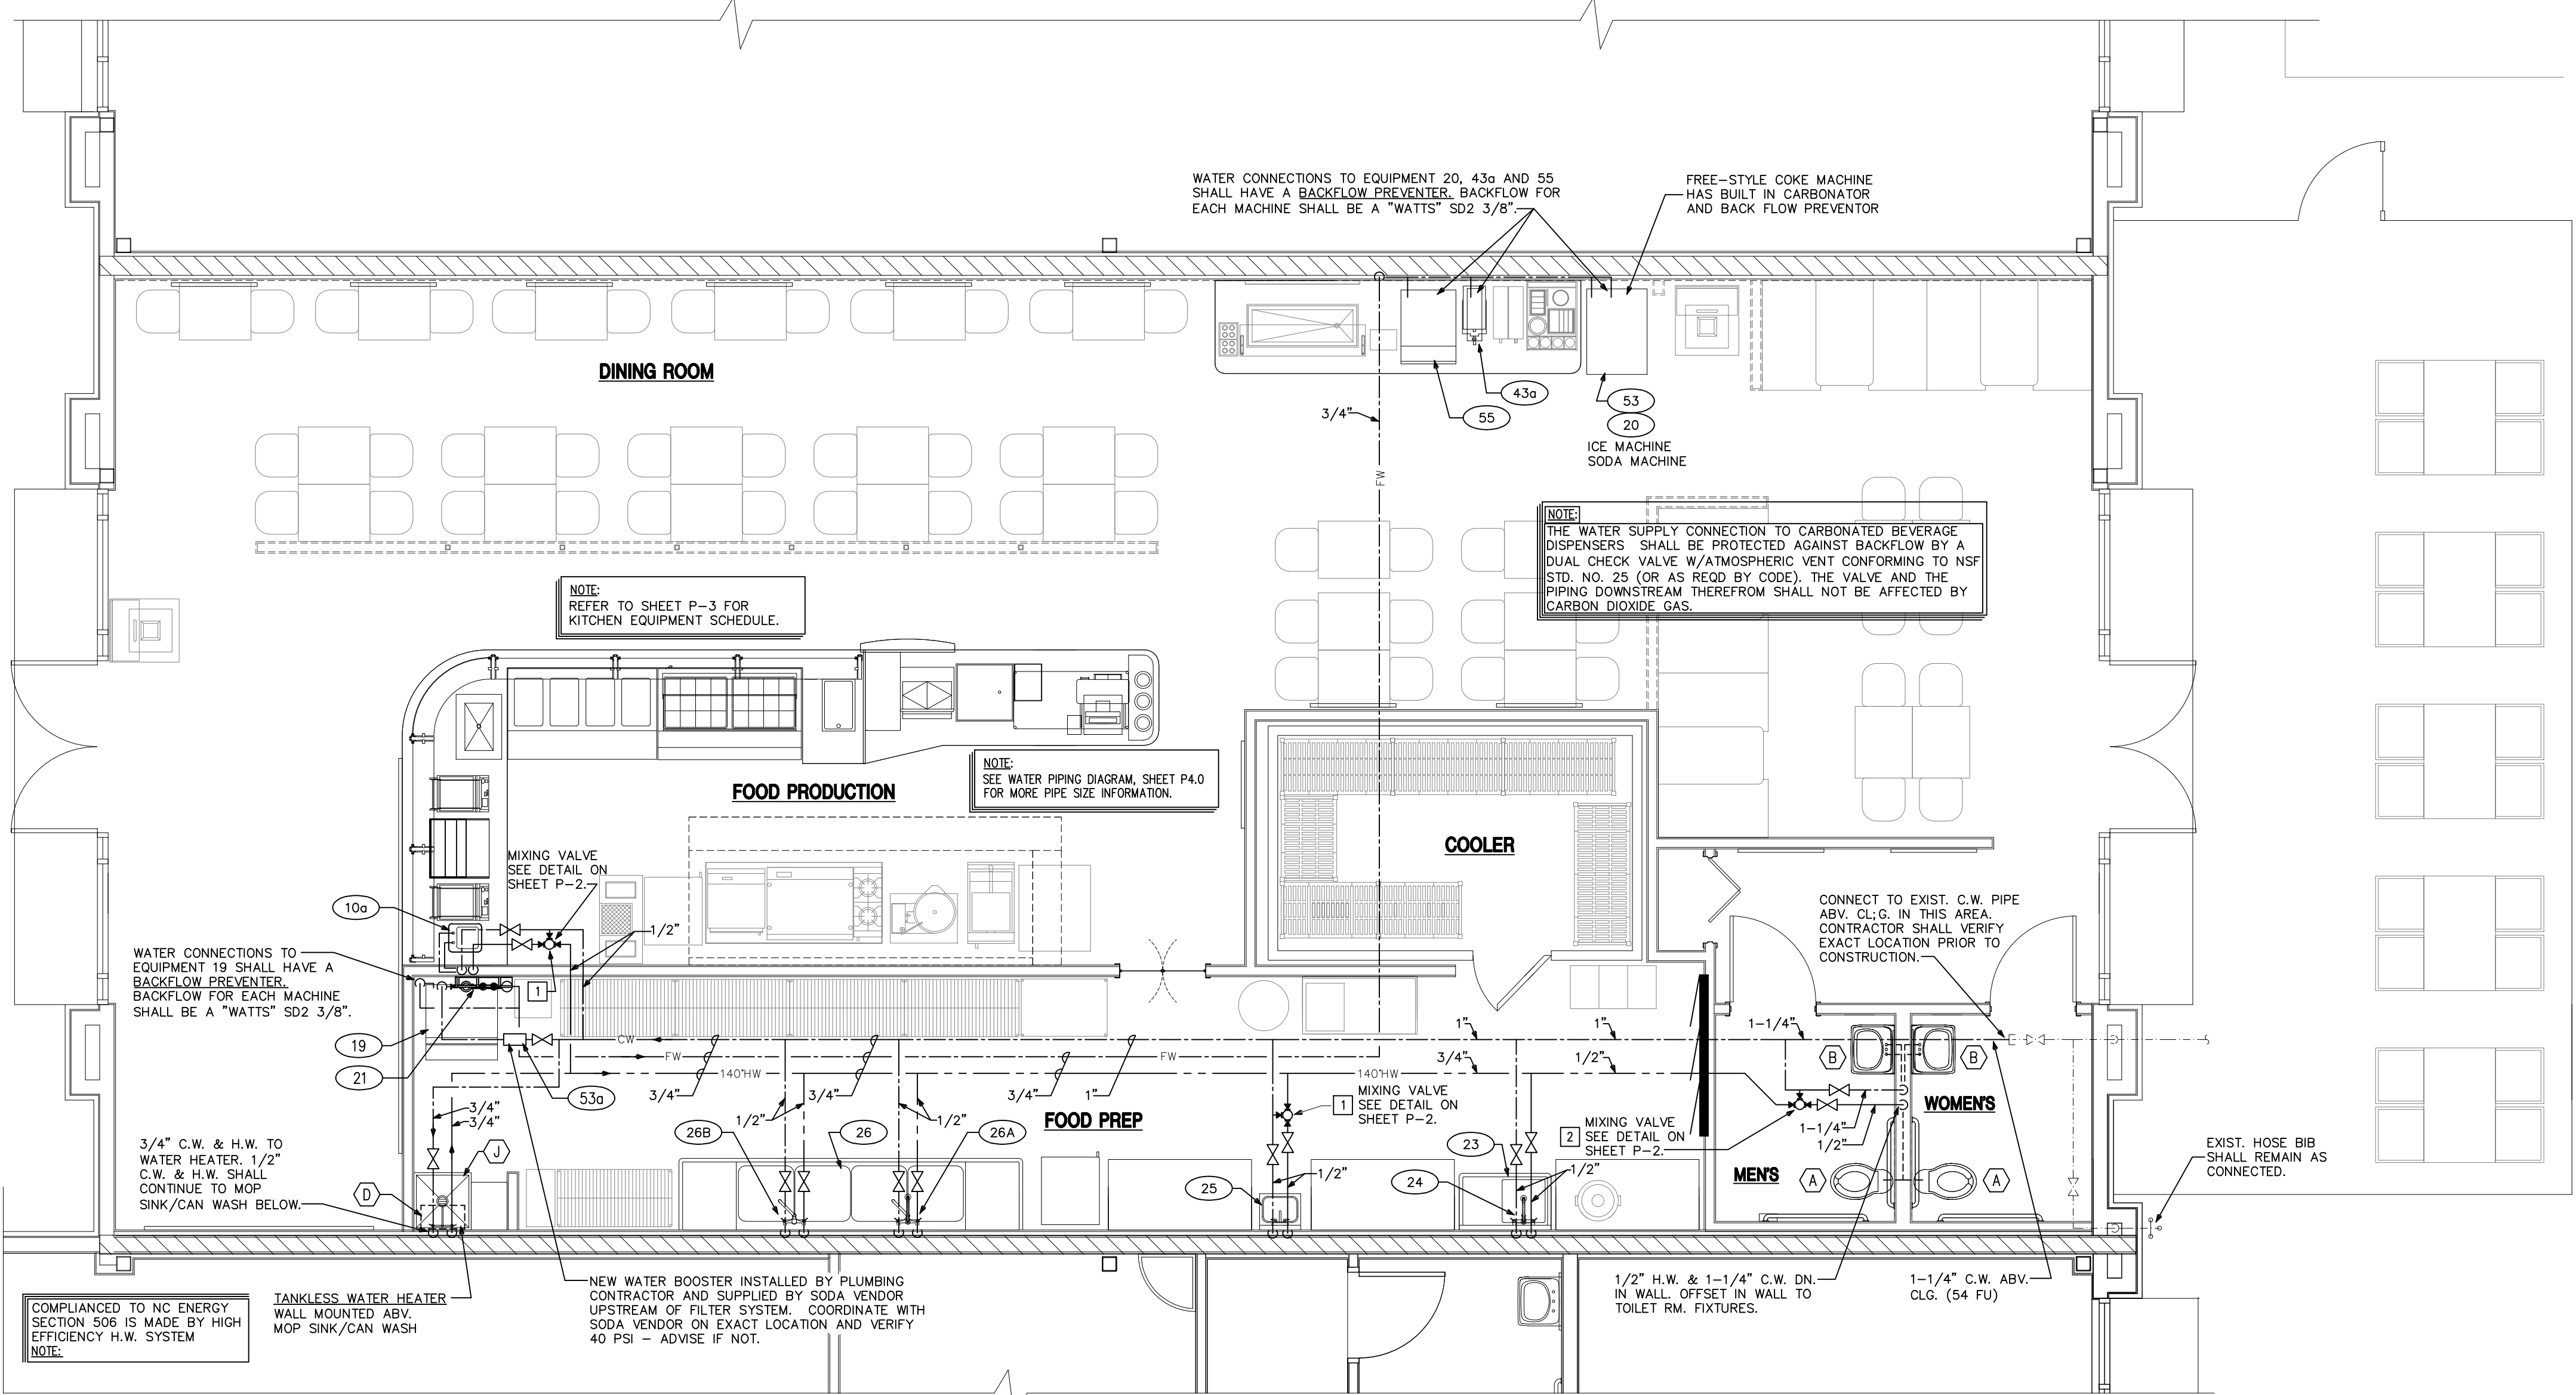 WATER CONNECTIONS TO EQUIPMENT 20, 43a AND 55
SHALL HAVE A BACKFLOW PREVENTER. BACKFLOW FOR
EACH MACHINE SHALL BE A "WATTS" SD2 3/8".
FREE-STYLE COKE MACHINE
HAS BUILT IN CARBONATOR
AND BACK FLOW PREVENTOR
DINING ROOM
3/4"
FW
55
43a
53
20
ICE MACHINE
SODA MACHINE
NOTE:
THE WATER SUPPLY CONNECTION TO CARBONATED BEVERAGE
DISPENSERS SHALL BE PROTECTED AGAINST BACKFLOW BY A
DUAL CHECK VALVE W/ATMOSPHERIC VENT CONFORMING TO NSF
STD. NO. 25 (OR AS REQD BY CODE). THE VALVE AND THE
PIPING DOWNSTREAM THEREFROM SHALL NOT BE AFFECTED BY
CARBON DIOXIDE GAS.
NOTE:
REFER TO SHEET P-3 FOR
KITCHEN EQUIPMENT SCHEDULE.
NOTE:
SEE WATER PIPING DIAGRAM, SHEET P4.0
FOR MORE PIPE SIZE INFORMATION.
FOOD PRODUCTION
COOLER
MIXING VALVE
SEE DETAIL ON
SHEET P-2.
10a
1/2"
1
WATER CONNECTIONS TO
EQUIPMENT 19 SHALL HAVE A
BACKFLOW PREVENTER.
BACKFLOW FOR EACH MACHINE
SHALL BE A "WATTS" SD2 3/8".
19
21
53a
CONNECT TO EXIST. C.W. PIPE
ABV. CL;G. IN THIS AREA.
CONTRACTOR SHALL VERIFY
EXACT LOCATION PRIOR TO
CONSTRUCTION.
CW
FW
FW
140°HW
140°HW
1"
1"
1-1/4"
3/4"
1/2"
3/4"
3/4"
3/4"
1"
3/4"
3/4"
1/2"
1/2"
FOOD PREP
1
MIXING VALVE
SEE DETAIL ON
SHEET P-2.
2
MIXING VALVE
SEE DETAIL ON
SHEET P-2.
B
B
1-1/4"
1/2"
WOMEN'S
MEN'S
A
A
26B
26
26A
25
1/2"
23
24
1/2"
J
D
3/4" C.W. & H.W. TO
WATER HEATER. 1/2"
C.W. & H.W. SHALL
CONTINUE TO MOP
SINK/CAN WASH BELOW.
EXIST. HOSE BIB
SHALL REMAIN AS
CONNECTED.
COMPLIANCED TO NC ENERGY
SECTION 506 IS MADE BY HIGH
EFFICIENCY H.W. SYSTEM
NOTE:
TANKLESS WATER HEATER
WALL MOUNTED ABV.
MOP SINK/CAN WASH
NEW WATER BOOSTER INSTALLED BY PLUMBING
CONTRACTOR AND SUPPLIED BY SODA VENDOR
UPSTREAM OF FILTER SYSTEM. COORDINATE WITH
SODA VENDOR ON EXACT LOCATION AND VERIFY
40 PSI - ADVISE IF NOT.
1/2" H.W. & 1-1/4" C.W. DN.
IN WALL. OFFSET IN WALL TO
TOILET RM. FIXTURES.
1-1/4" C.W. ABV.
CLG. (54 FU)